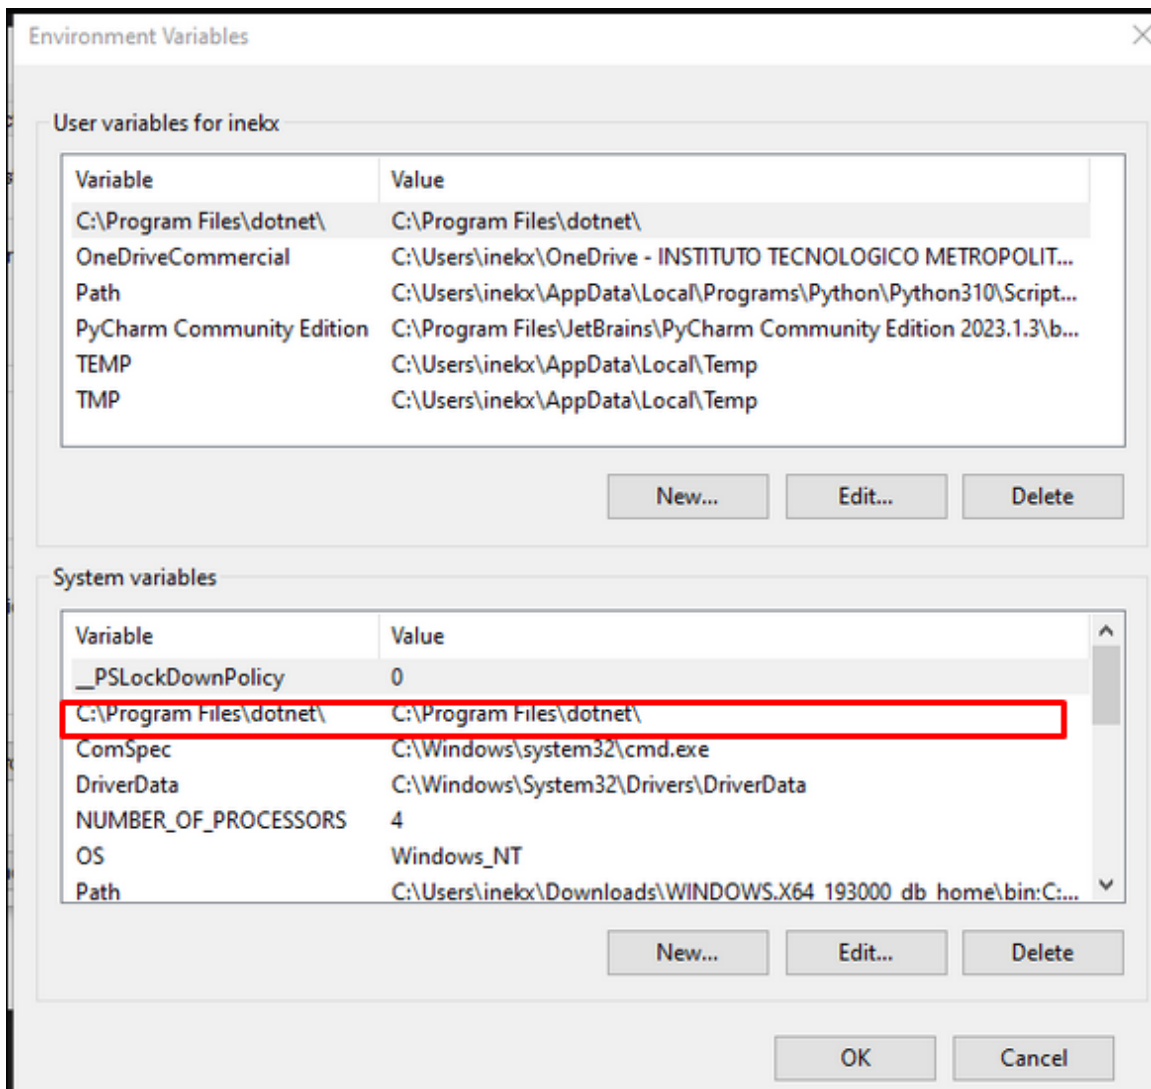 Environment Variables
User variables for inekx
Variable Value
C:\Program Files\dotnet\ C:\Program Files\dotnet\
OneDriveCommercial C:\Users\inekx\OneDrive - INSTITUTO TECNOLOGICO METROPOLIT...
Path C:\Users\inekx\AppData\Local\Programs\Python\Python310\Script...
PyCharm Community Edition C:\Program Files\JetBrains\PyCharm Community Edition 2023.1.3\b...
TEMP C:\Users\inekx\AppData\Local\Temp
TMP C:\Users\inekx\AppData\Local\Temp
New... Edit... Delete
System variables
Variable Value
__PSLockDownPolicy 0
C:\Program Files\dotnet\ C:\Program Files\dotnet\
ComSpec C:\Windows\system32\cmd.exe
DriverData C:\Windows\System32\Drivers\DriverData
NUMBER_OF_PROCESSORS 4
OS Windows_NT
Path C:\Users\inekx\Downloads\WINDOWS.X64_193000_db_home\bin;C:...
New... Edit... Delete
OK Cancel